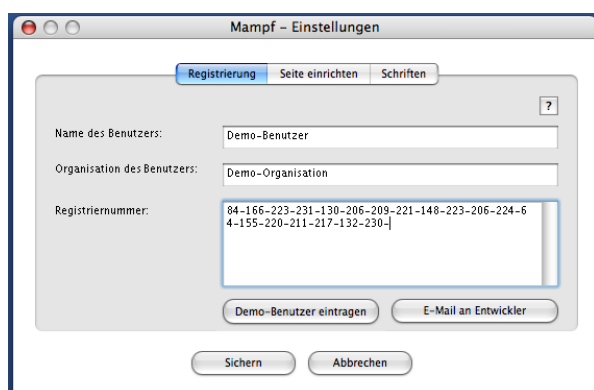 Mampf – Einstellungen
Registrierung Seite einrichten Schriften
?
Name des Benutzers: Demo-Benutzer
Organisation des Benutzers: Demo-Organisation
Registriernummer: 84-166-223-231-130-206-209-221-148-223-206-224-6
4-155-220-211-217-132-230-
Demo-Benutzer eintragen E-Mail an Entwickler
Sichern Abbrechen